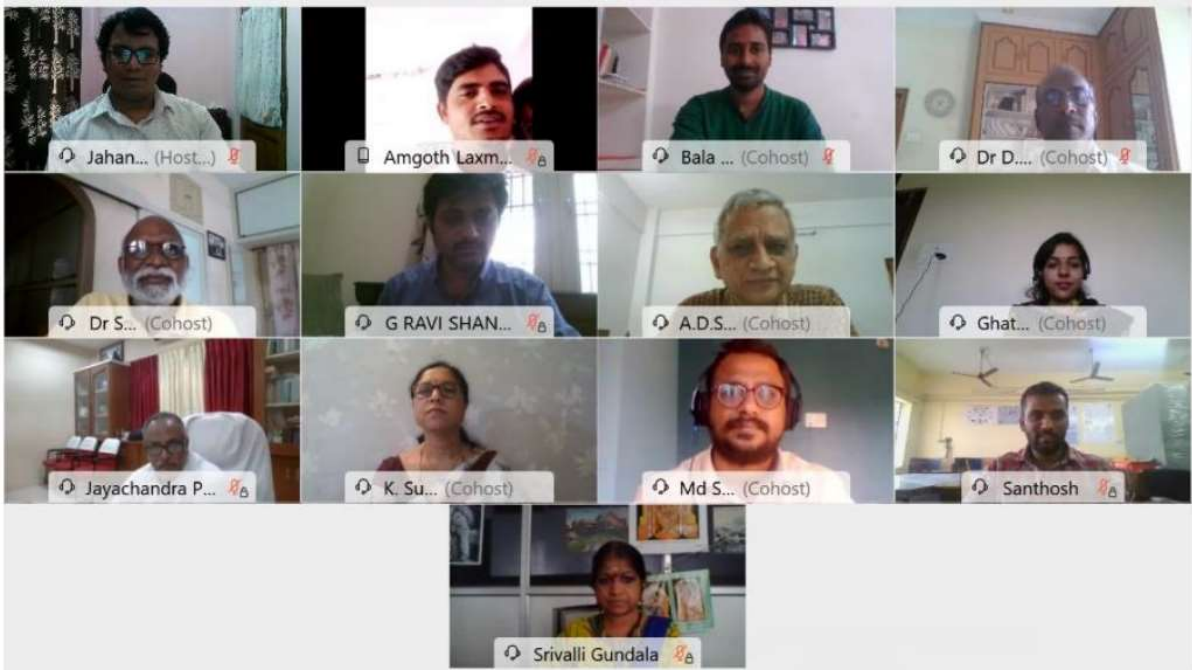 Jahan... (Host...)
Amgoth Laxm...
Bala ... (Cohost)
Dr D.... (Cohost)
Dr S... (Cohost)
G RAVI SHAN...
A.D.S... (Cohost)
Ghat... (Cohost)
Jayachandra P...
K. Su... (Cohost)
Md S... (Cohost)
Santhosh
Srivalli Gundala